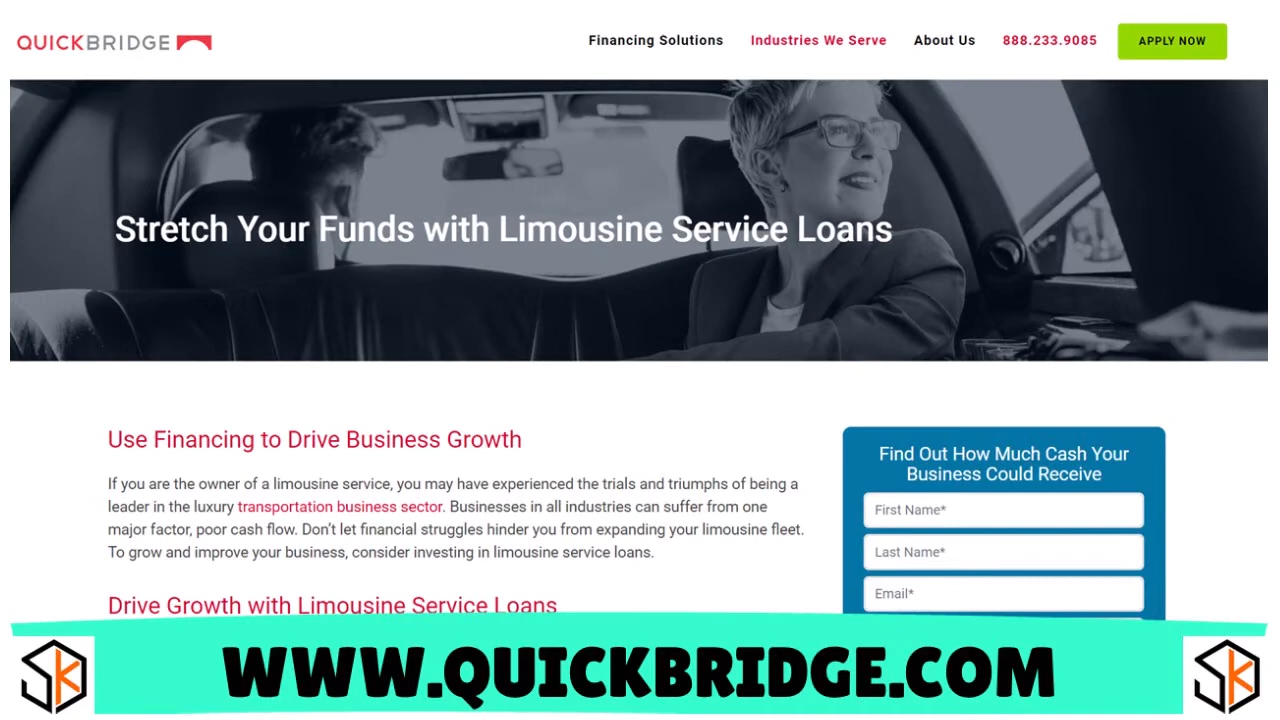 QUICKBRIDGE
Financing Solutions
Industries We Serve
About Us
888.233.9085
APPLY NOW
Stretch Your Funds with Limousine Service Loans
Use Financing to Drive Business Growth
If you are the owner of a limousine service, you may have experienced the trials and triumphs of being a
leader in the luxury transportation business sector. Businesses in all industries can suffer from one
major factor, poor cash flow. Don’t let financial struggles hinder you from expanding your limousine fleet.
To grow and improve your business, consider investing in limousine service loans.
Drive Growth with Limousine Service Loans
Find Out How Much Cash Your
Business Could Receive
First Name*
Last Name*
Email*
SK
WWW.QUICKBRIDGE.COM
SK